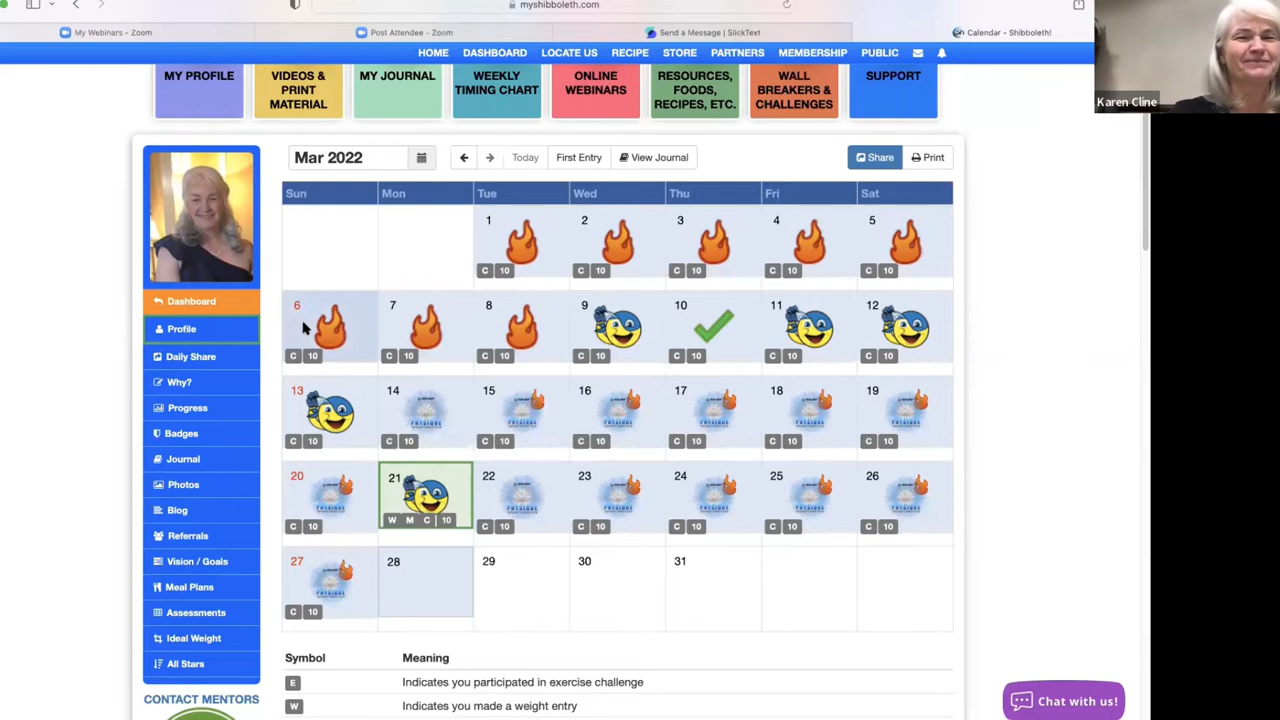 myshibboleth.com
My Webinars - Zoom
Post Attendee - Zoom
Send a Message | SlickText
Calendar - Shibboleth!
HOME DASHBOARD LOCATE US RECIPE STORE PARTNERS MEMBERSHIP PUBLIC
MY PROFILE
VIDEOS &
PRINT
MATERIAL
MY JOURNAL
WEEKLY
TIMING CHART
ONLINE
WEBINARS
RESOURCES,
FOODS,
RECIPES, ETC.
WALL
BREAKERS &
CHALLENGES
SUPPORT
Karen Cline
Mar 2022
Today First Entry View Journal
Share Print
Sun Mon Tue Wed Thu Fri Sat
1 2 3 4 5
C 10 C 10 C 10 C 10 C 10
6 7 8 9 10 11 12
C 10 C 10 C 10 C 10 C 10 C 10 C 10
13 14 15 16 17 18 19
C 10 C 10 C 10 C 10 C 10 C 10 C 10
20 21 22 23 24 25 26
C 10 W M C 10 C 10 C 10 C 10 C 10 C 10
27 28 29 30 31
C 10
Dashboard
Profile
Daily Share
Why?
Progress
Badges
Journal
Photos
Blog
Referrals
Vision / Goals
Meal Plans
Assessments
Ideal Weight
All Stars
CONTACT MENTORS
Symbol Meaning
E Indicates you participated in exercise challenge
W Indicates you made a weight entry
Chat with us!